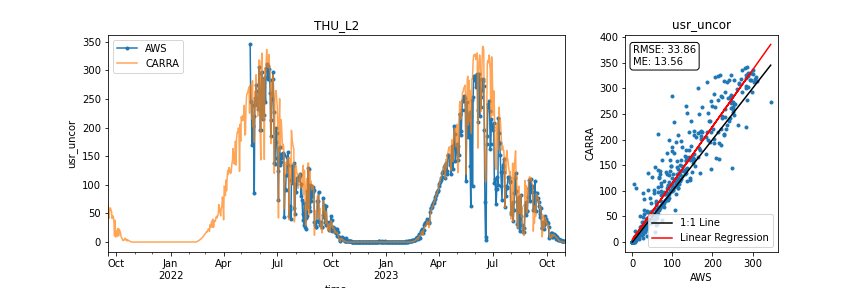 THU_L2
usr_uncor
350
300
250
200
150
100
50
0
AWS
CARRA
Oct
Jan
2022
Apr
Jul
Oct
Jan
2023
Apr
Jul
Oct
usr_uncor
CARRA
400
350
300
250
200
150
100
50
0
RMSE: 33.86
ME: 13.56
1:1 Line
Linear Regression
0
100
200
300
AWS